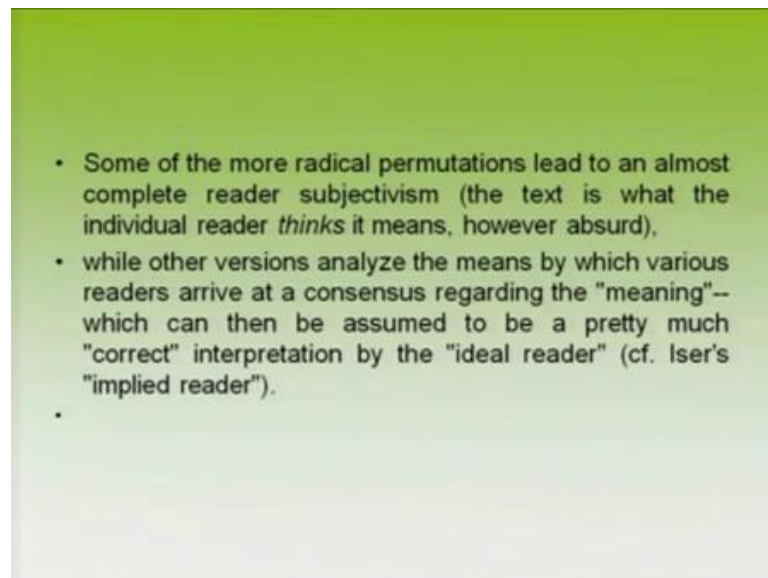 • Some of the more radical permutations lead to an almost
complete reader subjectivism (the text is what the
individual reader thinks it means, however absurd),
• while other versions analyze the means by which various
readers arrive at a consensus regarding the "meaning"--
which can then be assumed to be a pretty much
"correct" interpretation by the "ideal reader" (cf. Iser's
"implied reader").
•